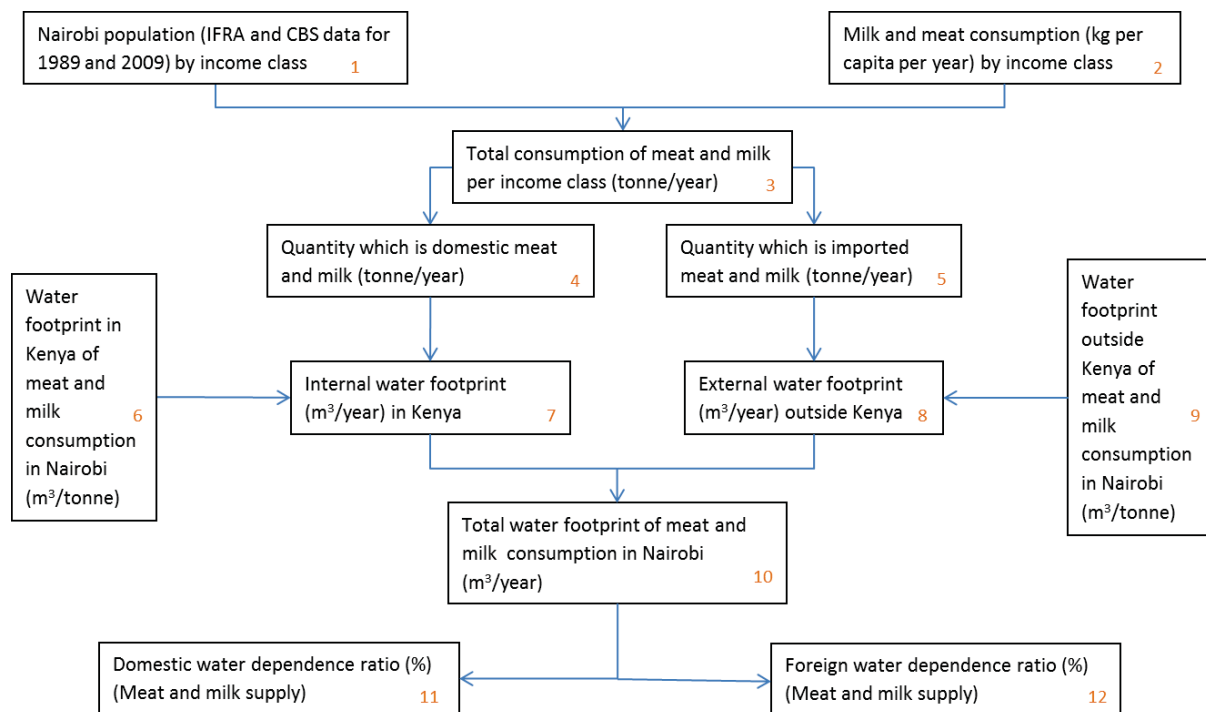 Nairobi population (IFRA and CBS data for
1989 and 2009) by income class
1
Milk and meat consumption (kg per
capita per year) by income class
2
Total consumption of meat and milk
per income class (tonne/year)
3
Quantity which is domestic meat
and milk (tonne/year)
4
Quantity which is imported
meat and milk (tonne/year)
5
Water
footprint in
Kenya of
meat and
milk
consumption
in Nairobi
(m³/tonne)
6
Internal water footprint
(m³/year) in Kenya
7
External water footprint
(m³/year) outside Kenya
8
Water
footprint
outside
Kenya of
meat and
milk
consumption
in Nairobi
(m³/tonne)
9
Total water footprint of meat and
milk consumption in Nairobi
(m³/year)
10
Domestic water dependence ratio (%)
(Meat and milk supply)
11
Foreign water dependence ratio (%)
(Meat and milk supply)
12